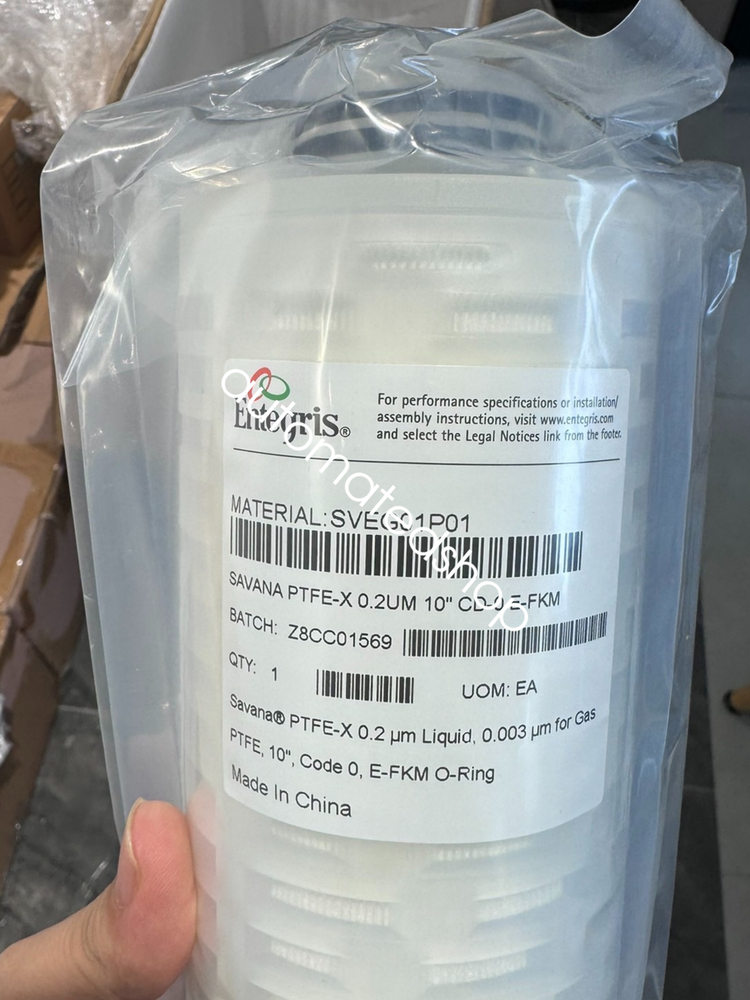 Entegris®
For performance specifications or installation/
assembly instructions, visit www.entegris.com
and select the Legal Notices link from the footer.
MATERIAL:SVEG01P01
SAVANA PTFE-X 0.2UM 10" CD-0 E-FKM
BATCH: Z8CC01569
QTY: 1
UOM: EA
Savana® PTFE-X 0.2 µm Liquid, 0.003 µm for Gas
PTFE, 10", Code 0, E-FKM O-Ring
Made In China
automatedshop